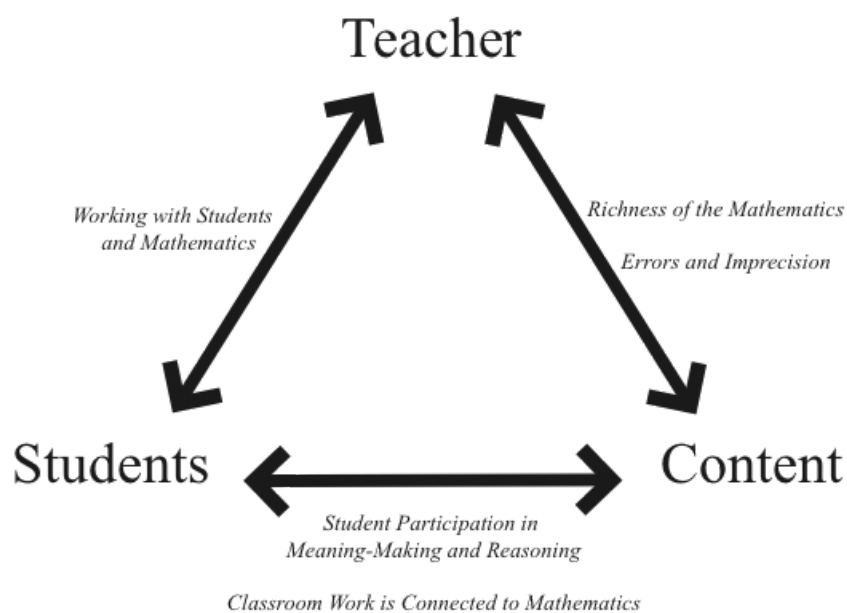 Teacher
Working with Students
and Mathematics
Richness of the Mathematics
Errors and Imprecision
Students
Content
Student Participation in
Meaning-Making and Reasoning
Classroom Work is Connected to Mathematics